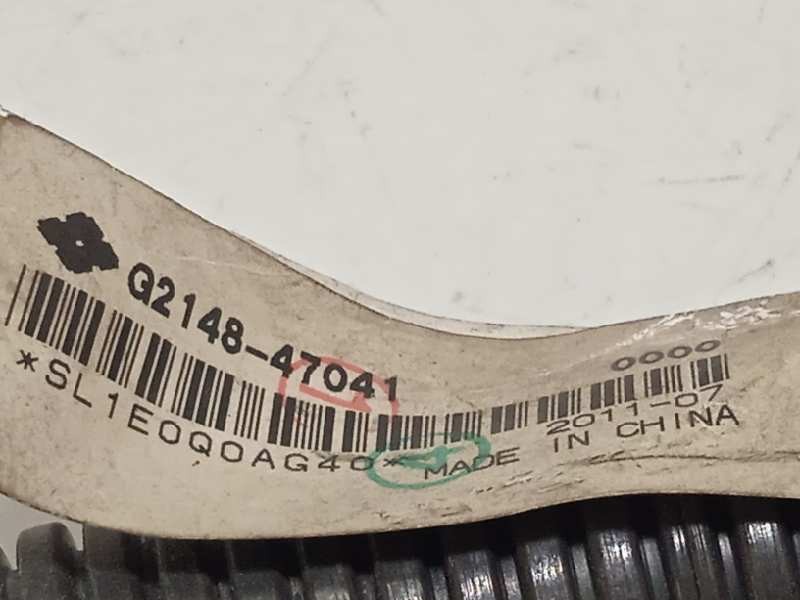 G2148-47041
0000
2011-07
*SL1E0Q0AG40*
MADE IN CHINA